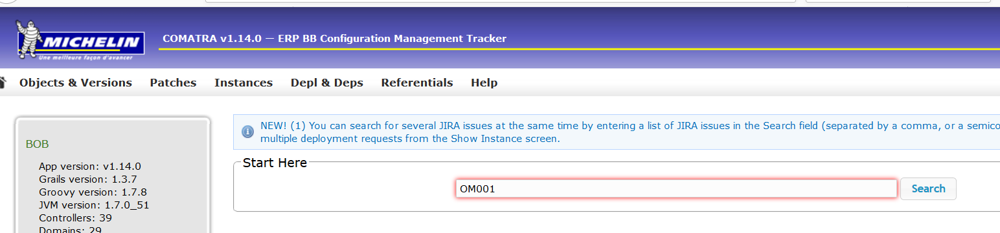 MICHELIN
Une meilleure façon d'avancer
COMATRA v1.14.0 — ERP BB Configuration Management Tracker
Objects & Versions Patches Instances Depl & Deps Referentials Help
BOB
App version: v1.14.0
Grails version: 1.3.7
Groovy version: 1.7.8
JVM version: 1.7.0_51
Controllers: 39
Domains: 29
NEW! (1) You can search for several JIRA issues at the same time by entering a list of JIRA issues in the Search field (separated by a comma, or a semico
multiple deployment requests from the Show Instance screen.
Start Here
OM001 Search